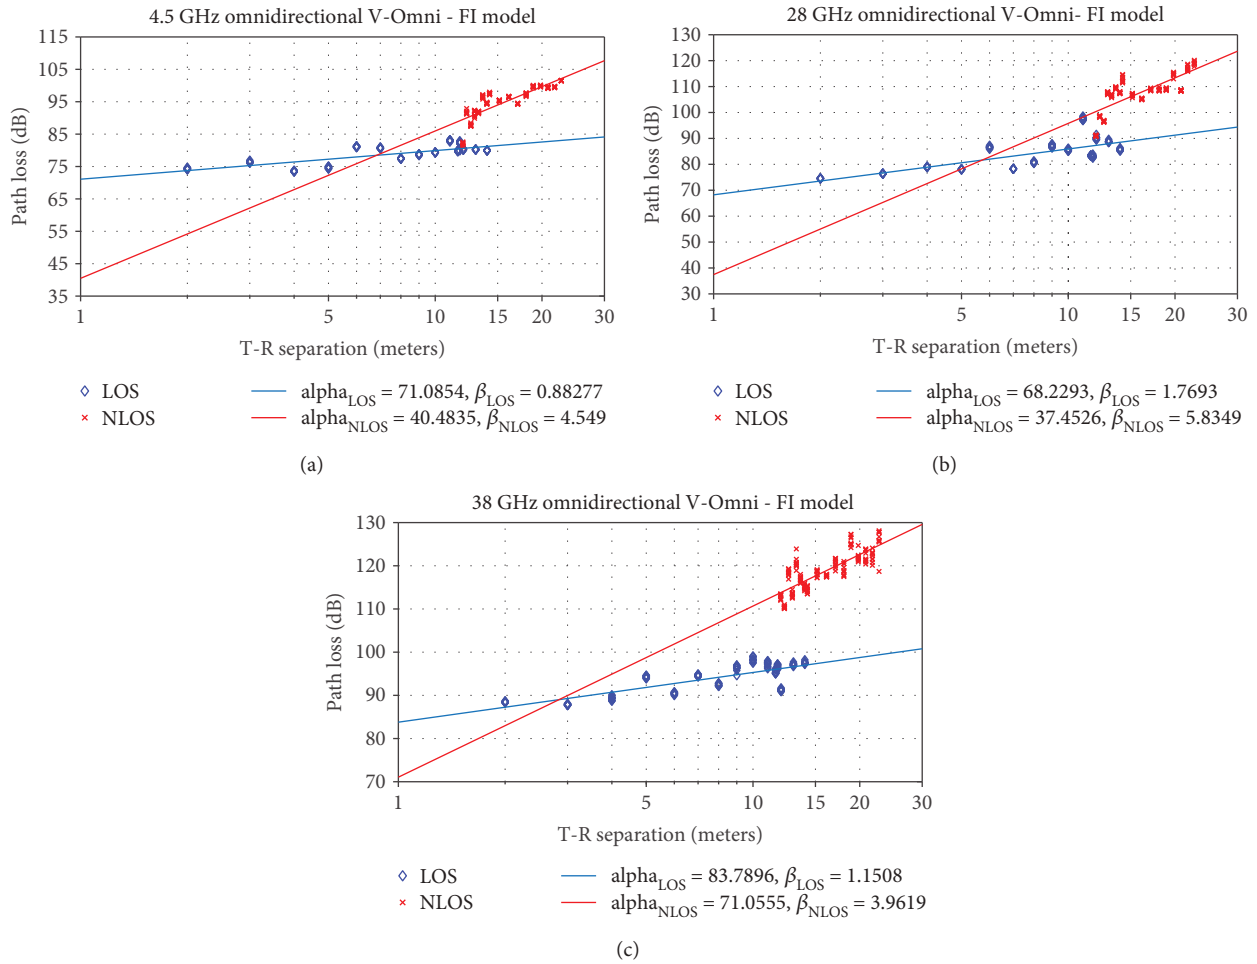 4.5 GHz omnidirectional V-Omni - FI model
115
105
95
85
75
65
55
45
35
Path loss (dB)
1 5 10 15 20 30
T-R separation (meters)
LOS alpha_LOS = 71.0854, β_LOS = 0.88277
NLOS alpha_NLOS = 40.4835, β_NLOS = 4.549
(a)
28 GHz omnidirectional V-Omni- FI model
130
120
110
100
90
80
70
60
50
40
30
Path loss (dB)
1 5 10 15 20 30
T-R separation (meters)
LOS alpha_LOS = 68.2293, β_LOS = 1.7693
NLOS alpha_NLOS = 37.4526, β_NLOS = 5.8349
(b)
38 GHz omnidirectional V-Omni - FI model
130
120
110
100
90
80
70
Path loss (dB)
1 5 10 15 20 30
T-R separation (meters)
LOS alpha_LOS = 83.7896, β_LOS = 1.1508
NLOS alpha_NLOS = 71.0555, β_NLOS = 3.9619
(c)